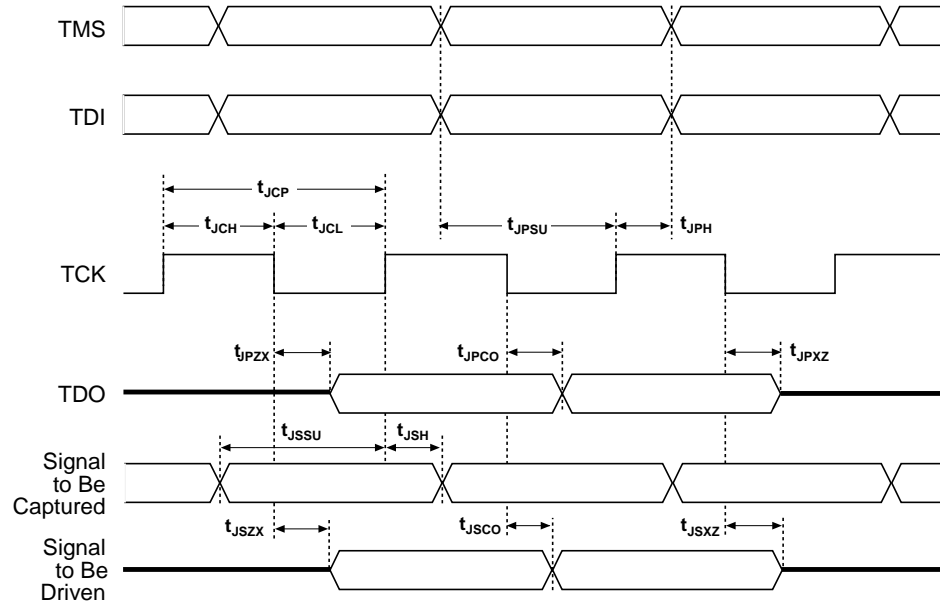 TMS
TDI
tJCP
tJCH tJCL tJPSU tJPH
TCK
tJPZX tJPCO tJPXZ
TDO
tJSSU tJSH
Signal
to Be
Captured
tJSZX tJSCO tJSXZ
Signal
to Be
Driven